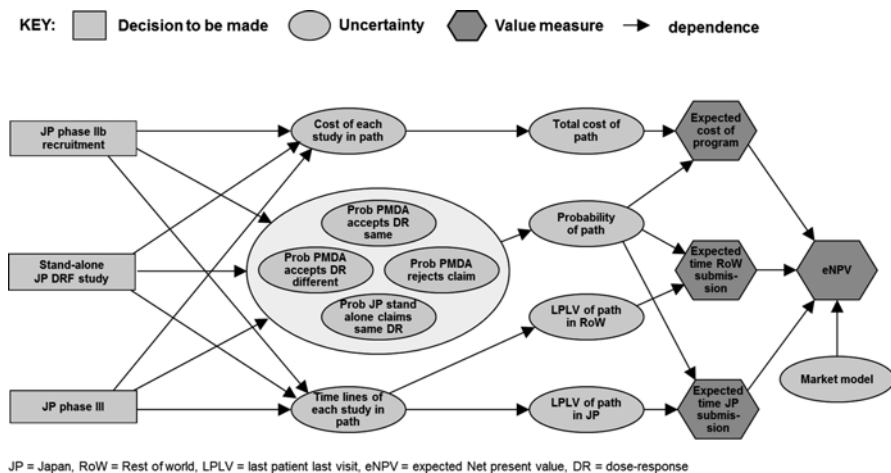 KEY: Decision to be made Uncertainty Value measure dependence
JP phase IIb
recruitment
Stand-alone
JP DRF study
JP phase III
Cost of each
study in path
Prob PMDA
accepts DR
same
Prob PMDA
accepts DR
different
Prob PMDA
rejects claim
Prob JP stand
alone claims
same DR
Time lines of
each study in
path
Total cost of
path
Probability
of path
LPLV of path
in RoW
LPLV of path
in JP
Expected
cost of
program
Expected
time RoW
submis-
sion
Expected
time JP
submis-
sion
eNPV
Market model
JP = Japan, RoW = Rest of world, LPLV = last patient last visit, eNPV = expected Net present value, DR = dose-response